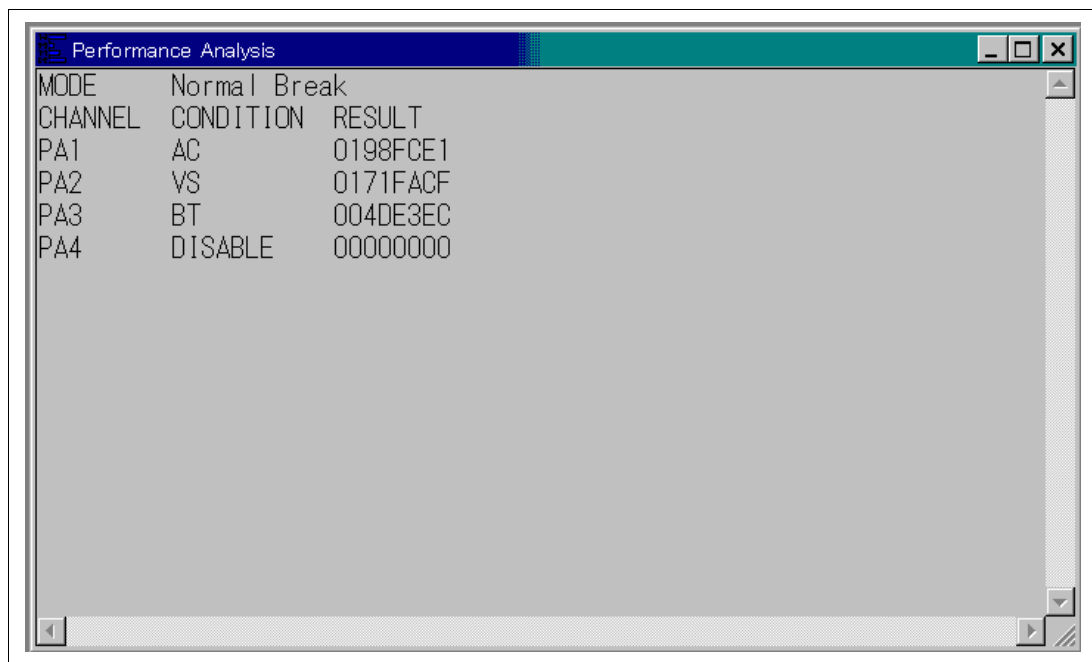 Performance Analysis
MODE Normal Break
CHANNEL CONDITION RESULT
PA1 AC 0198FCE1
PA2 VS 0171FACF
PA3 BT 004DE3EC
PA4 DISABLE 00000000